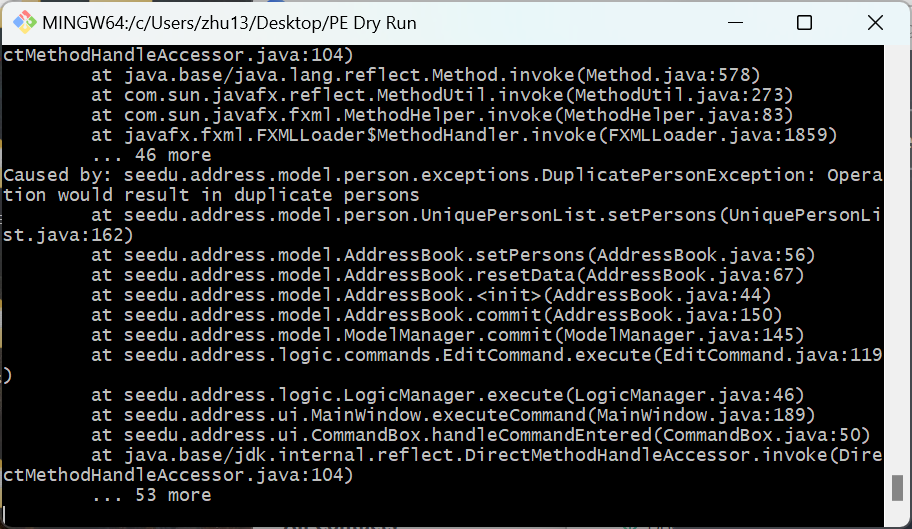 MINGW64:/c/Users/zhu13/Desktop/PE Dry Run
ctMethodHandleAccessor.java:104)
        at java.base/java.lang.reflect.Method.invoke(Method.java:578)
        at com.sun.javafx.reflect.MethodUtil.invoke(MethodUtil.java:273)
        at com.sun.javafx.fxml.MethodHelper.invoke(MethodHelper.java:83)
        at javafx.fxml.FXMLLoader$MethodHandler.invoke(FXMLLoader.java:1859)
        ... 46 more
Caused by: seedu.address.model.person.exceptions.DuplicatePersonException: Opera
tion would result in duplicate persons
        at seedu.address.model.person.UniquePersonList.setPersons(UniquePersonLi
st.java:162)
        at seedu.address.model.AddressBook.setPersons(AddressBook.java:56)
        at seedu.address.model.AddressBook.resetData(AddressBook.java:67)
        at seedu.address.model.AddressBook.<init>(AddressBook.java:44)
        at seedu.address.model.AddressBook.commit(AddressBook.java:150)
        at seedu.address.model.ModelManager.commit(ModelManager.java:145)
        at seedu.address.logic.commands.EditCommand.execute(EditCommand.java:119
)
        at seedu.address.logic.LogicManager.execute(LogicManager.java:46)
        at seedu.address.ui.MainWindow.executeCommand(MainWindow.java:189)
        at seedu.address.ui.CommandBox.handleCommandEntered(CommandBox.java:50)
        at java.base/jdk.internal.reflect.DirectMethodHandleAccessor.invoke(Dire
ctMethodHandleAccessor.java:104)
        ... 53 more